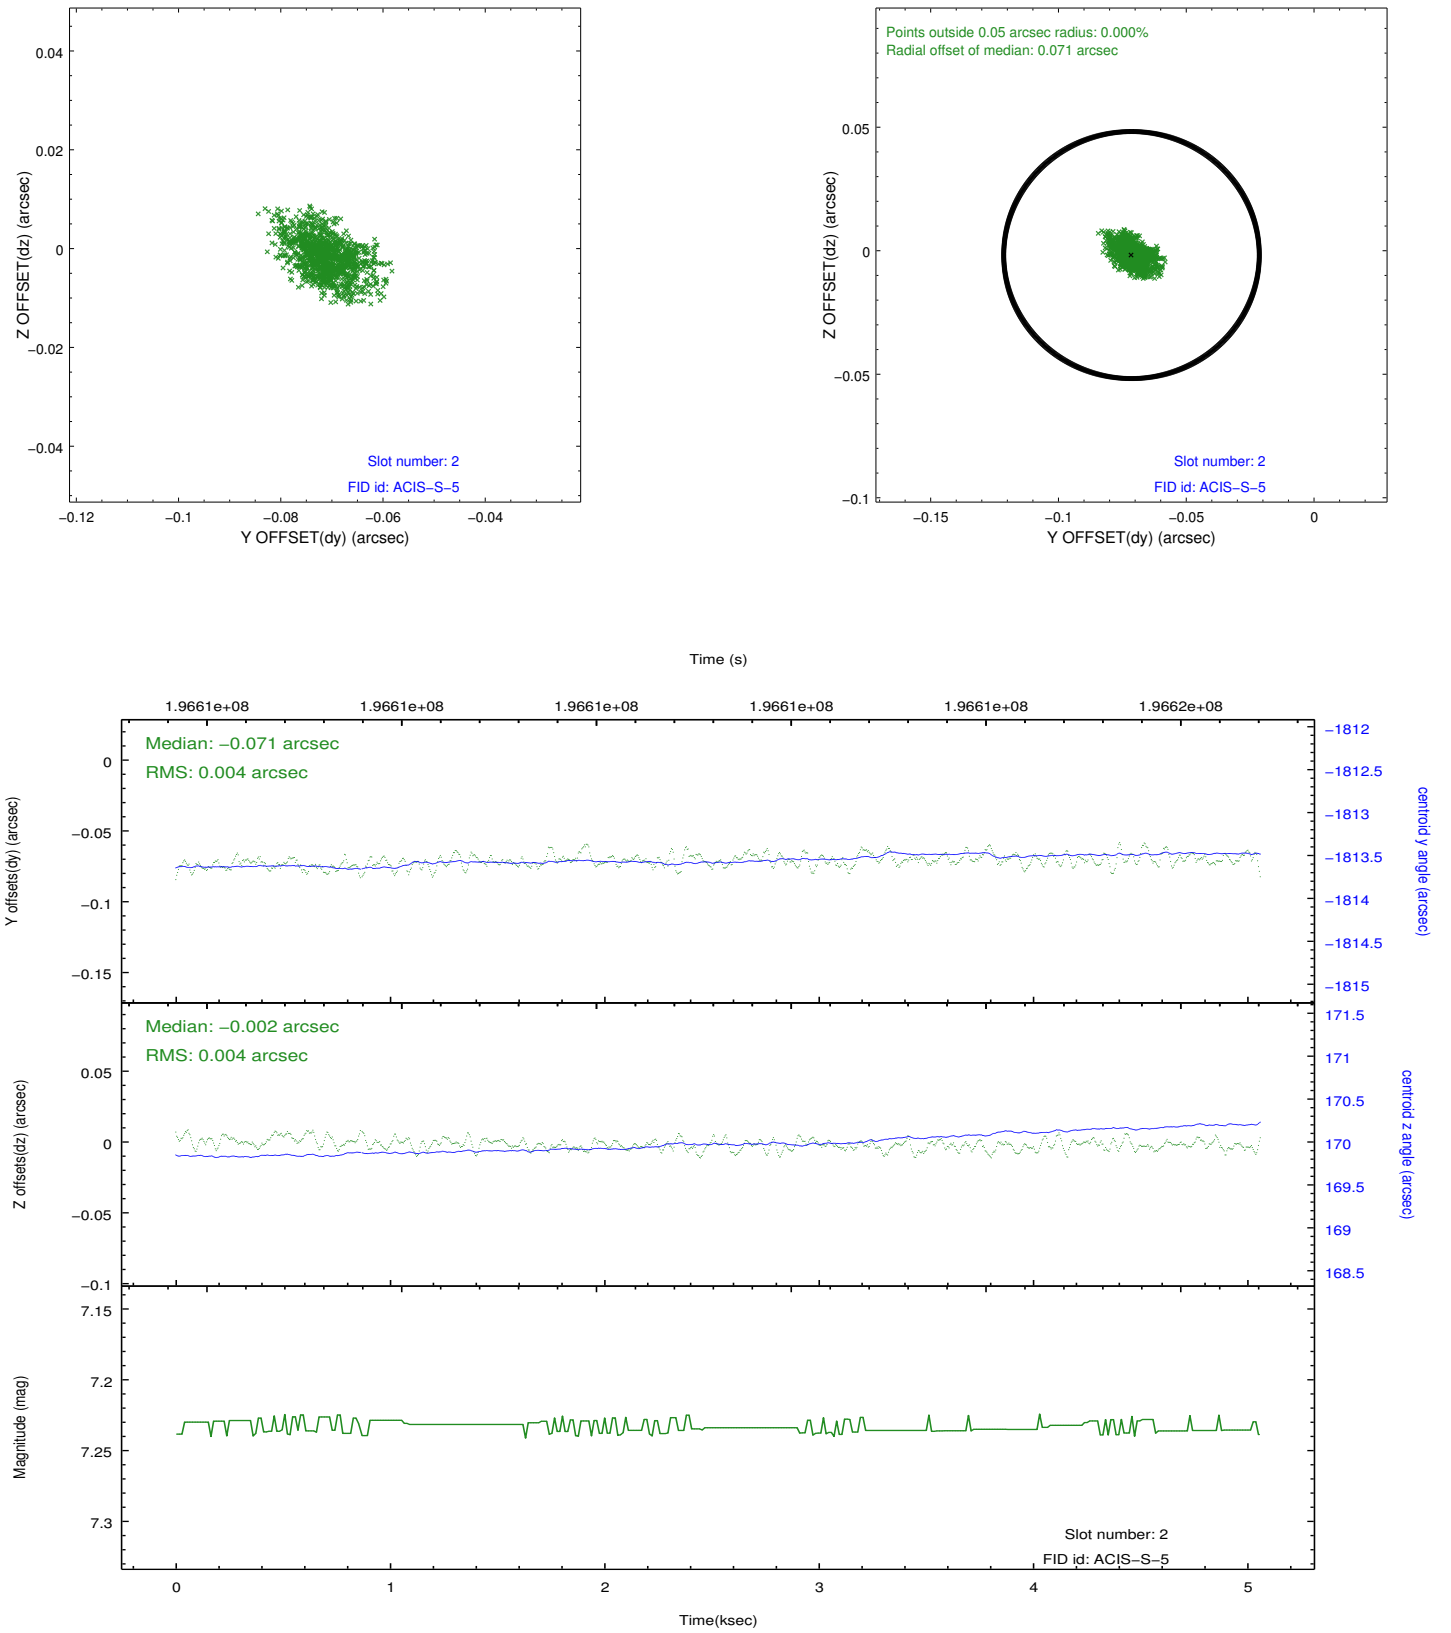 0.04
0.02
0
−0.02
−0.04
Z OFFSET(dz) (arcsec)
Slot number: 2
FID id: ACIS−S−5
−0.12
−0.1
−0.08
−0.06
−0.04
Y OFFSET(dy) (arcsec)
Points outside 0.05 arcsec radius: 0.000%
Radial offset of median: 0.071 arcsec
0.05
0
−0.05
−0.1
Z OFFSET(dz) (arcsec)
Slot number: 2
FID id: ACIS−S−5
−0.15
−0.1
−0.05
0
Y OFFSET(dy) (arcsec)
Time (s)
1.9661e+08
1.9661e+08
1.9661e+08
1.9661e+08
1.9661e+08
1.9662e+08
Median: −0.071 arcsec
RMS: 0.004 arcsec
0
−0.05
−0.1
−0.15
Y offsets(dy) (arcsec)
−1812
−1812.5
−1813
−1813.5
−1814
−1814.5
−1815
centroid y angle (arcsec)
Median: −0.002 arcsec
RMS: 0.004 arcsec
0.05
0
−0.05
−0.1
Z offsets(dz) (arcsec)
171.5
171
170.5
170
169.5
169
168.5
centroid z angle (arcsec)
7.15
7.2
7.25
7.3
Magnitude (mag)
Slot number: 2
FID id: ACIS−S−5
0
1
2
3
4
5
Time(ksec)